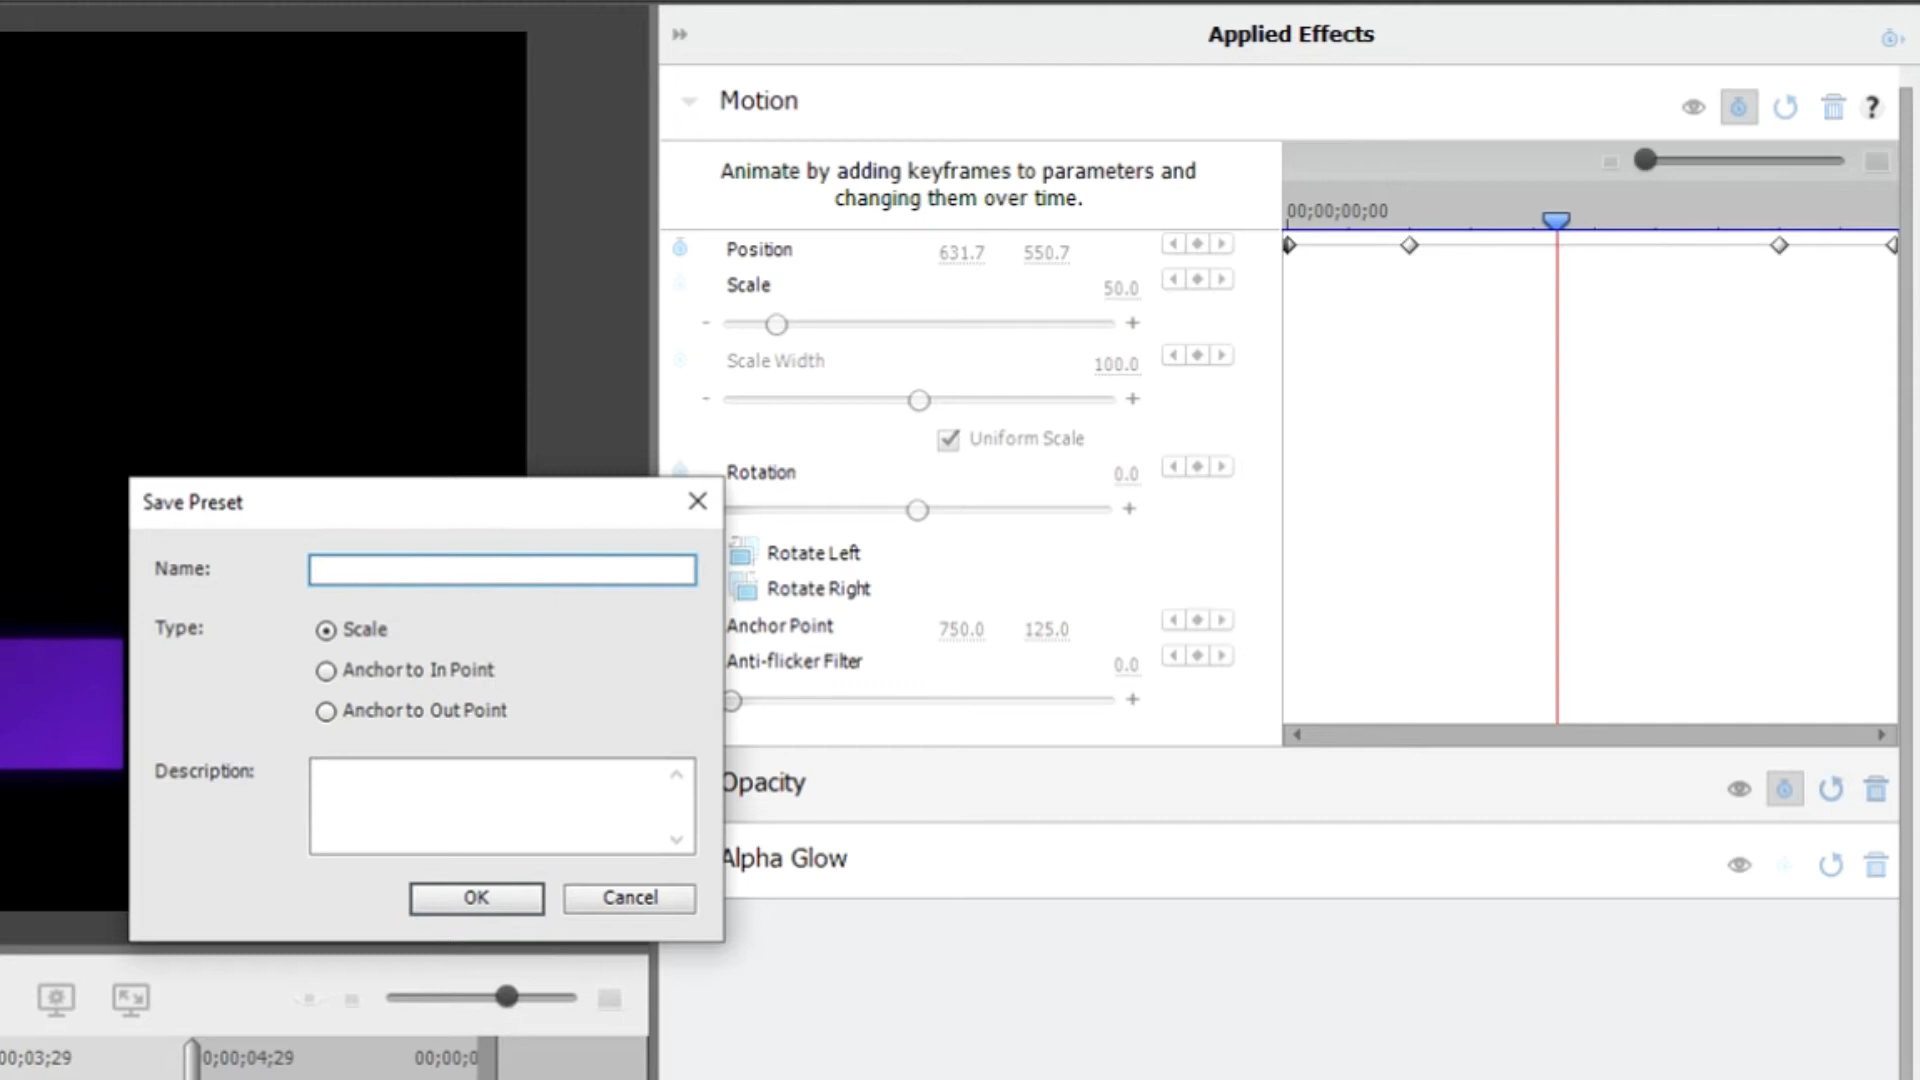 Applied Effects
Motion
?
Animate by adding keyframes to parameters and
changing them over time.
00;00;00;00
Position 631.7 550.7
Scale 50.0
- +
Scale Width 100.0
- +
Uniform Scale
Rotation 0.0
+
Rotate Left
Rotate Right
Anchor Point 750.0 125.0
Anti-flicker Filter 0.0
+
Opacity
Alpha Glow
Save Preset
Name:
Type: Scale
Anchor to In Point
Anchor to Out Point
Description:
OK Cancel
00;03;29 0;00;04;29 00;00;0